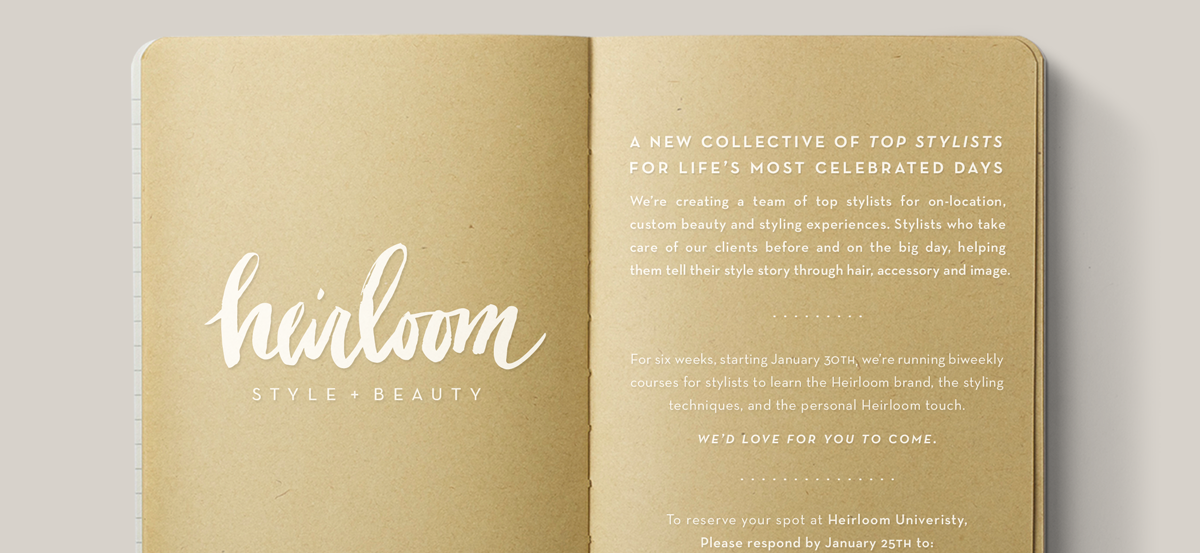 heirloom
STYLE + BEAUTY
A NEW COLLECTIVE OF TOP STYLISTS
FOR LIFE'S MOST CELEBRATED DAYS
We're creating a team of top stylists for on-location,
custom beauty and styling experiences. Stylists who take
care of our clients before and on the big day, helping
them tell their style story through hair, accessory and image.
For six weeks, starting January 30TH, we're running biweekly
courses for stylists to learn the Heirloom brand, the styling
techniques, and the personal Heirloom touch.
WE'D LOVE FOR YOU TO COME.
To reserve your spot at Heirloom Univeristy,
Please respond by January 25TH to: